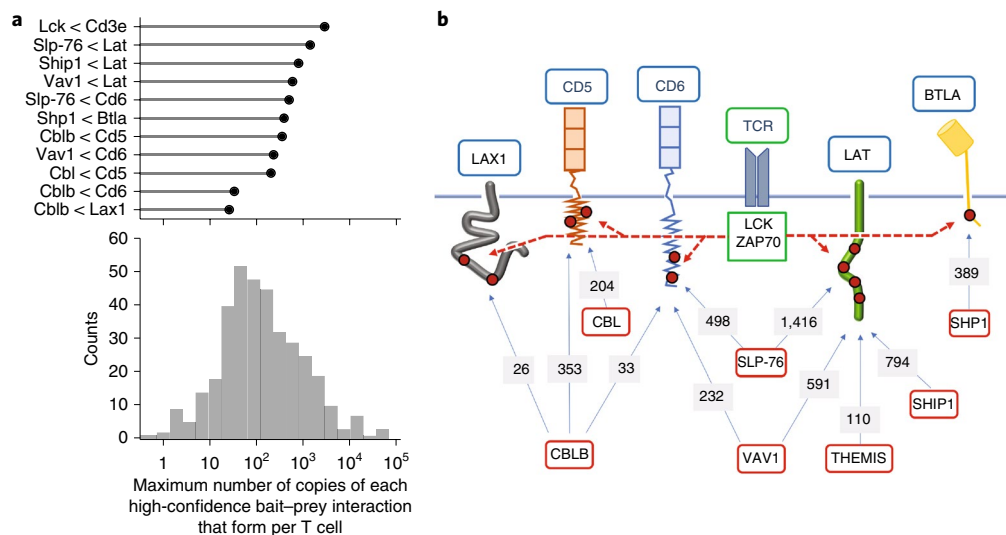 a
Lck < Cd3e
Slp-76 < Lat
Ship1 < Lat
Vav1 < Lat
Slp-76 < Cd6
Shp1 < Btla
Cblb < Cd5
Vav1 < Cd6
Cbl < Cd5
Cblb < Cd6
Cblb < Lax1
60
50
40
30
20
10
0
Counts
1 10 10² 10³ 10⁴ 10⁵
Maximum number of copies of each
high-confidence bait–prey interaction
that form per T cell
b
CD5 CD6 BTLA
TCR
LAX1 LAT
LCK
ZAP70
204 389
CBL 498 1,416 SHP1
SLP-76
26 353 33 794
232 591 SHIP1
110
CBLB VAV1 THEMIS